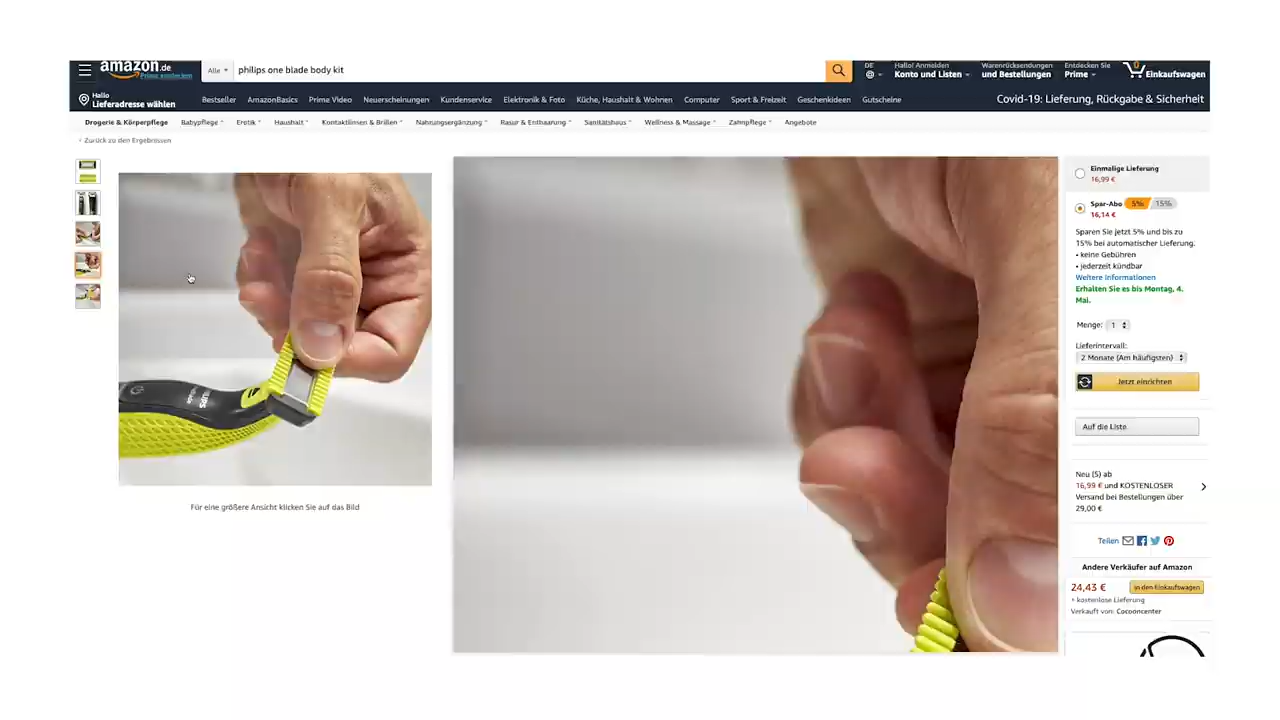 amazon.de
Prime entdecken
Alle
philips one blade body kit
DE
Hallo! Anmelden
Konto und Listen
Warenrücksendungen
und Bestellungen
Entdecken Sie
Prime
0
Einkaufswagen
Hallo
Lieferadresse wählen
Bestseller
AmazonBasics
Prime Video
Neuerscheinungen
Kundenservice
Elektronik & Foto
Küche, Haushalt & Wohnen
Computer
Sport & Freizeit
Geschenkideen
Gutscheine
Covid-19: Lieferung, Rückgabe & Sicherheit
Drogerie & Körperpflege
Babypflege
Erotik
Haushalt
Kontaktlinsen & Brillen
Nahrungsergänzung
Rasur & Enthaarung
Sanitätshaus
Wellness & Massage
Zahnpflege
Angebote
‹ Zurück zu den Ergebnissen
PHILIPS
Für eine größere Ansicht klicken Sie auf das Bild
Einmalige Lieferung
16,99 €
Spar-Abo 5% 15%
16,14 €
Sparen Sie jetzt 5% und bis zu
15% bei automatischer Lieferung.
• keine Gebühren
• jederzeit kündbar
Weitere Informationen
Erhalten Sie es bis Montag, 4.
Mai.
Menge: 1
Lieferintervall:
2 Monate (Am häufigsten)
Jetzt einrichten
Auf die Liste
Neu (5) ab
16,99 € und KOSTENLOSER
Versand bei Bestellungen über
29,00 €
Teilen
Andere Verkäufer auf Amazon
24,43 €
In den Einkaufswagen
+ kostenlose Lieferung
Verkauft von: Cocooncenter